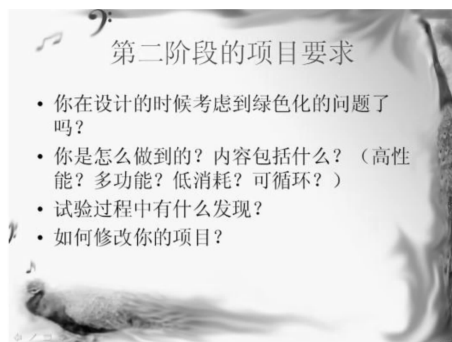 第二阶段的项目要求
• 你在设计的时候考虑到绿色化的问题了
吗？
• 你是怎么做到的？内容包括什么？（高性
能？多功能？低消耗？可循环？）
• 试验过程中有什么发现？
• 如何修改你的项目？